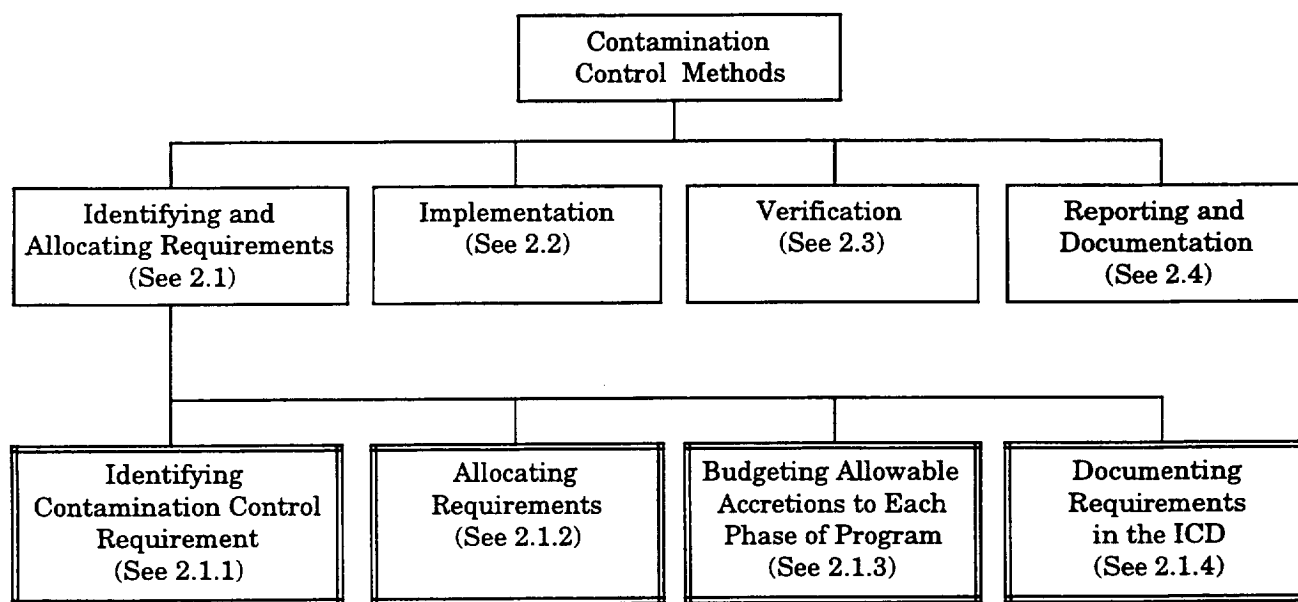 Contamination
Control Methods
Identifying and
Allocating Requirements
(See 2.1)
Implementation
(See 2.2)
Verification
(See 2.3)
Reporting and
Documentation
(See 2.4)
Identifying
Contamination Control
Requirement
(See 2.1.1)
Allocating
Requirements
(See 2.1.2)
Budgeting Allowable
Accretions to Each
Phase of Program
(See 2.1.3)
Documenting
Requirements
in the ICD
(See 2.1.4)